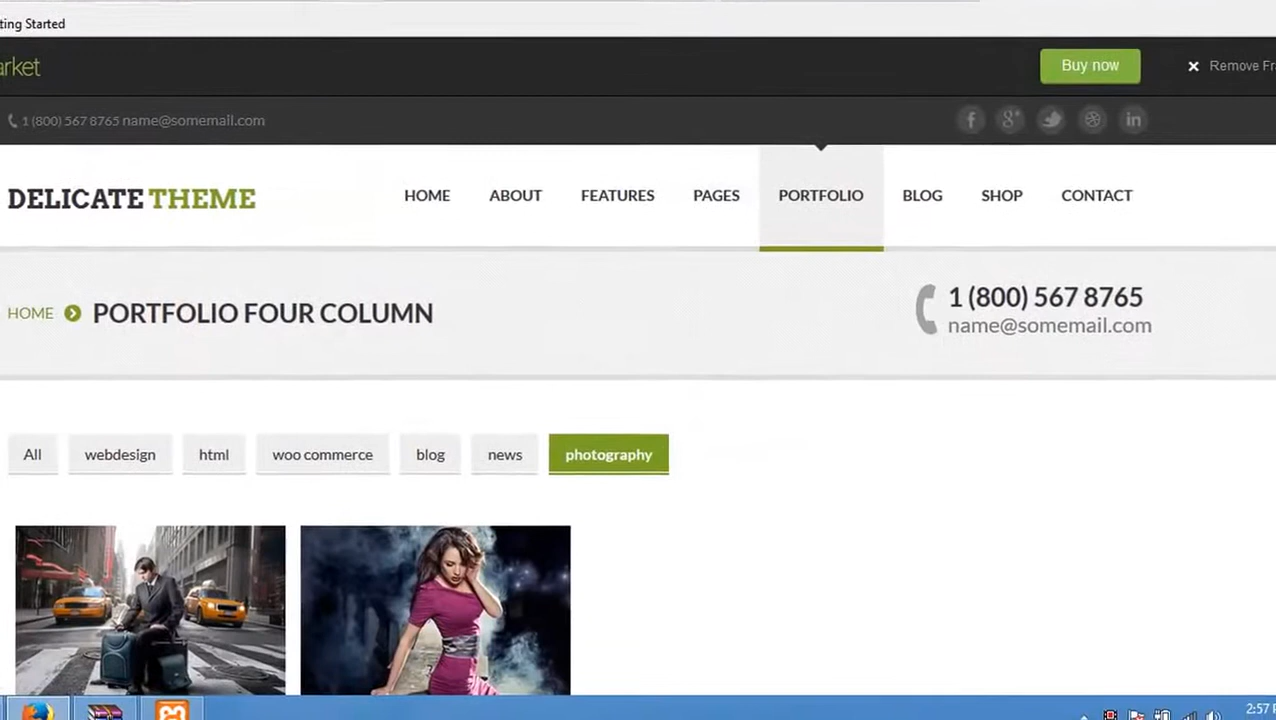 ting Started
arket
Buy now
Remove Fr
1 (800) 567 8765 name@somemail.com
DELICATE THEME
HOME ABOUT FEATURES PAGES PORTFOLIO BLOG SHOP CONTACT
HOME PORTFOLIO FOUR COLUMN
1 (800) 567 8765
name@somemail.com
All webdesign html woo commerce blog news photography
2:57 P